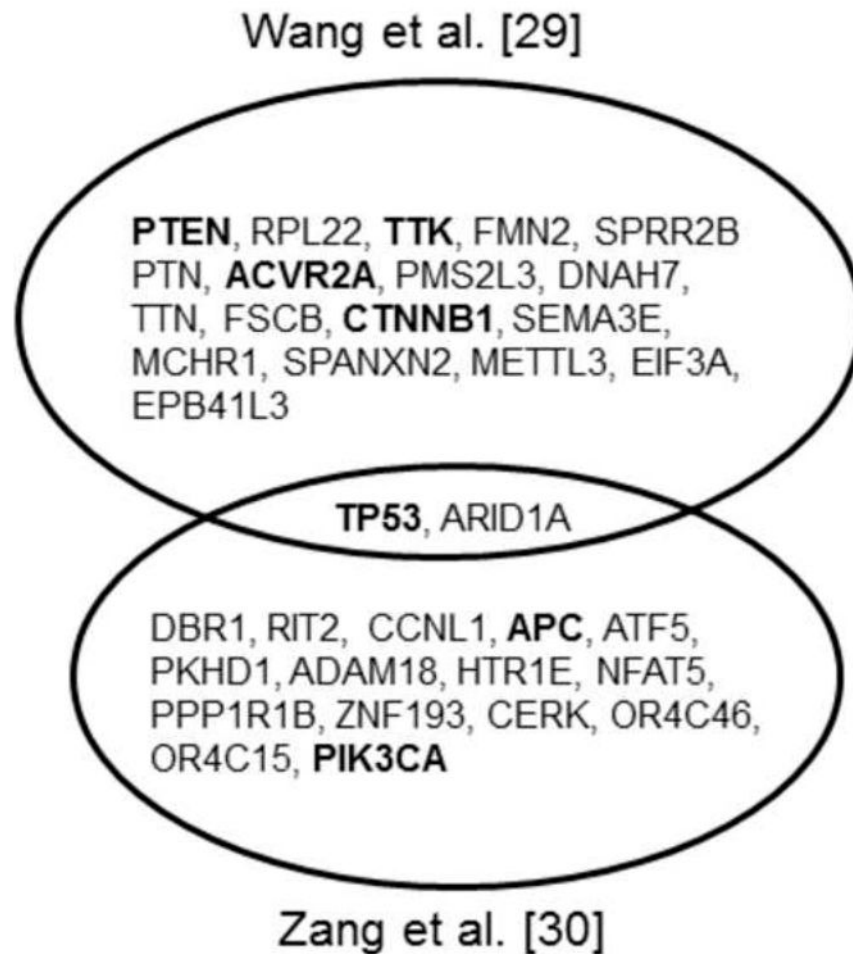 Wang et al. [29]
PTEN, RPL22, TTK, FMN2, SPRR2B
PTN, ACVR2A, PMS2L3, DNAH7,
TTN, FSCB, CTNNB1, SEMA3E,
MCHR1, SPANXN2, METTL3, EIF3A,
EPB41L3
TP53, ARID1A
DBR1, RIT2, CCNL1, APC, ATF5,
PKHD1, ADAM18, HTR1E, NFAT5,
PPP1R1B, ZNF193, CERK, OR4C46,
OR4C15, PIK3CA
Zang et al. [30]